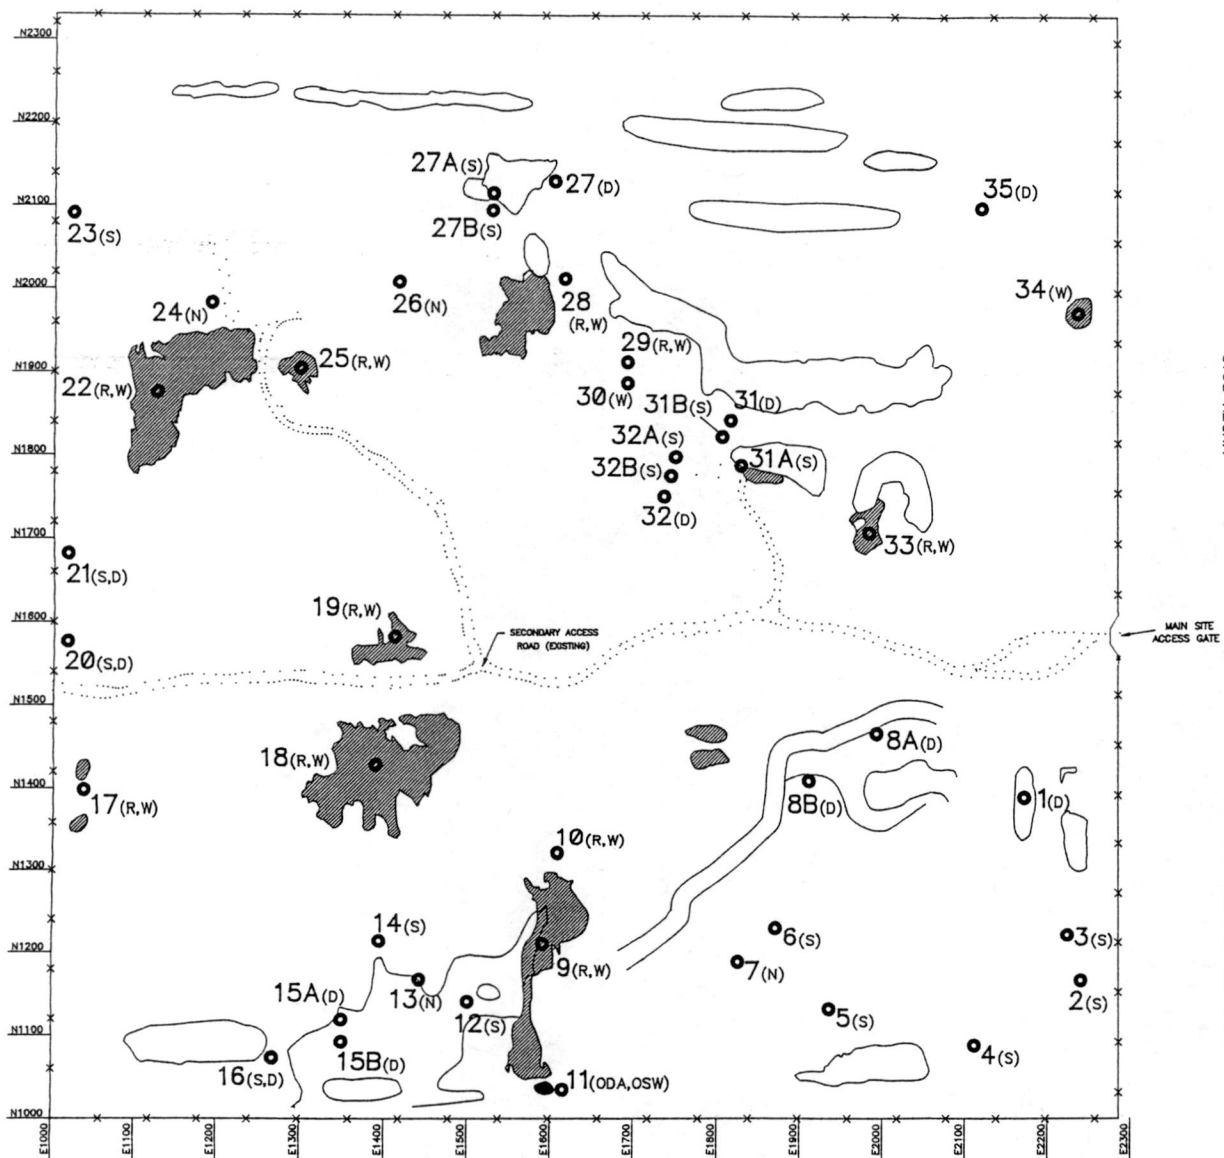 N2300
N2200
27A(S)
27(D)
35(D)
N2100
23(S)
27B(S)
N2000
24(N)
26(N)
28
(R,W)
34(W)
29(R,W)
N1900
25(R,W)
22(R,W)
30(W)
31B(S)
31(D)
32A(S)
N1800
32B(S)
31A(S)
32(D)
N1700
33(R,W)
21(S,D)
19(R,W)
N1600
SECONDARY ACCESS
ROAD (EXISTING)
MAIN SITE
ACCESS GATE
20(S,D)
N1500
8A(D)
18(R,W)
N1400
17(R,W)
8B(D)
1(D)
10(R,W)
N1300
14(S)
6(S)
3(S)
N1200
9(R,W)
7(N)
15A(D)
13(N)
2(S)
12(S)
5(S)
N1100
15B(D)
4(S)
16(S,D)
11(ODA,OSW)
N1000
E1000
E1100
E1200
E1300
E1400
E1500
E1600
E1700
E1800
E1900
E2000
E2100
E2200
E2300